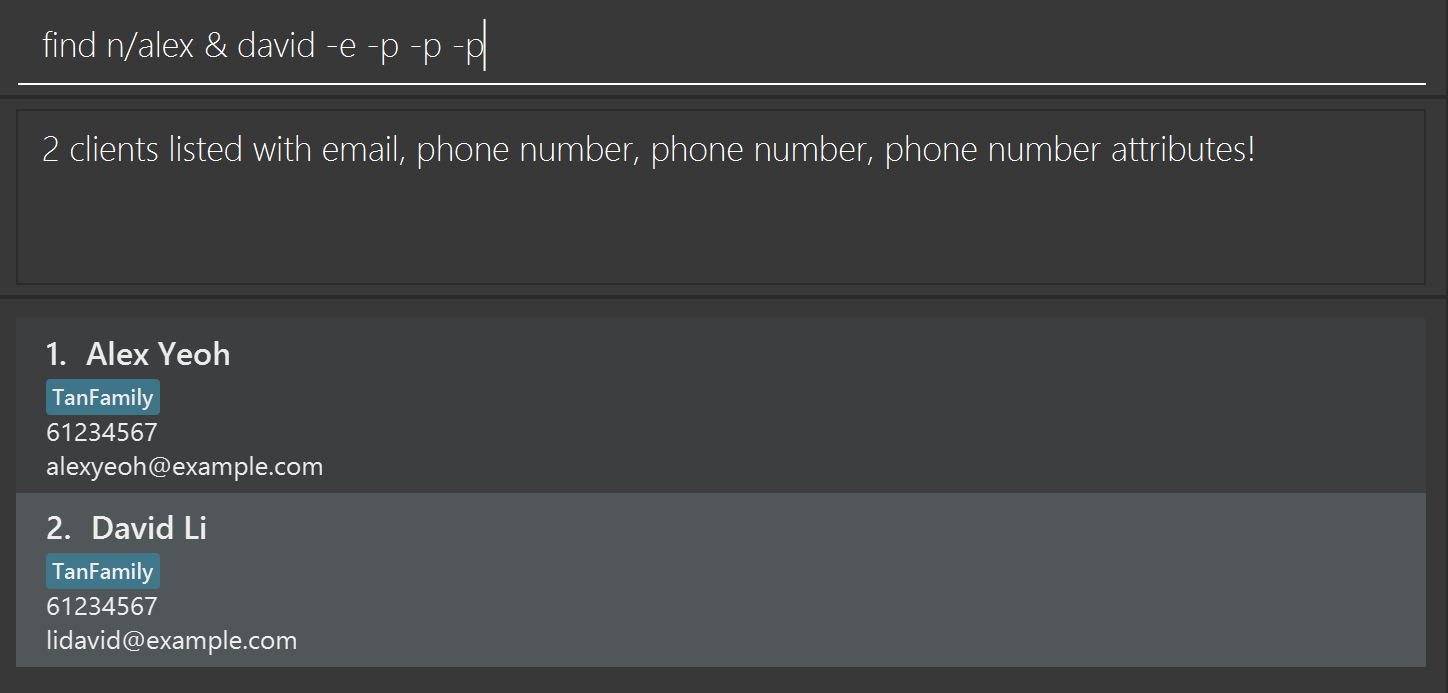 find n/alex & david -e -p -p -p
2 clients listed with email, phone number, phone number, phone number attributes!
1. Alex Yeoh
TanFamily
61234567
alexyeoh@example.com
2. David Li
TanFamily
61234567
lidavid@example.com